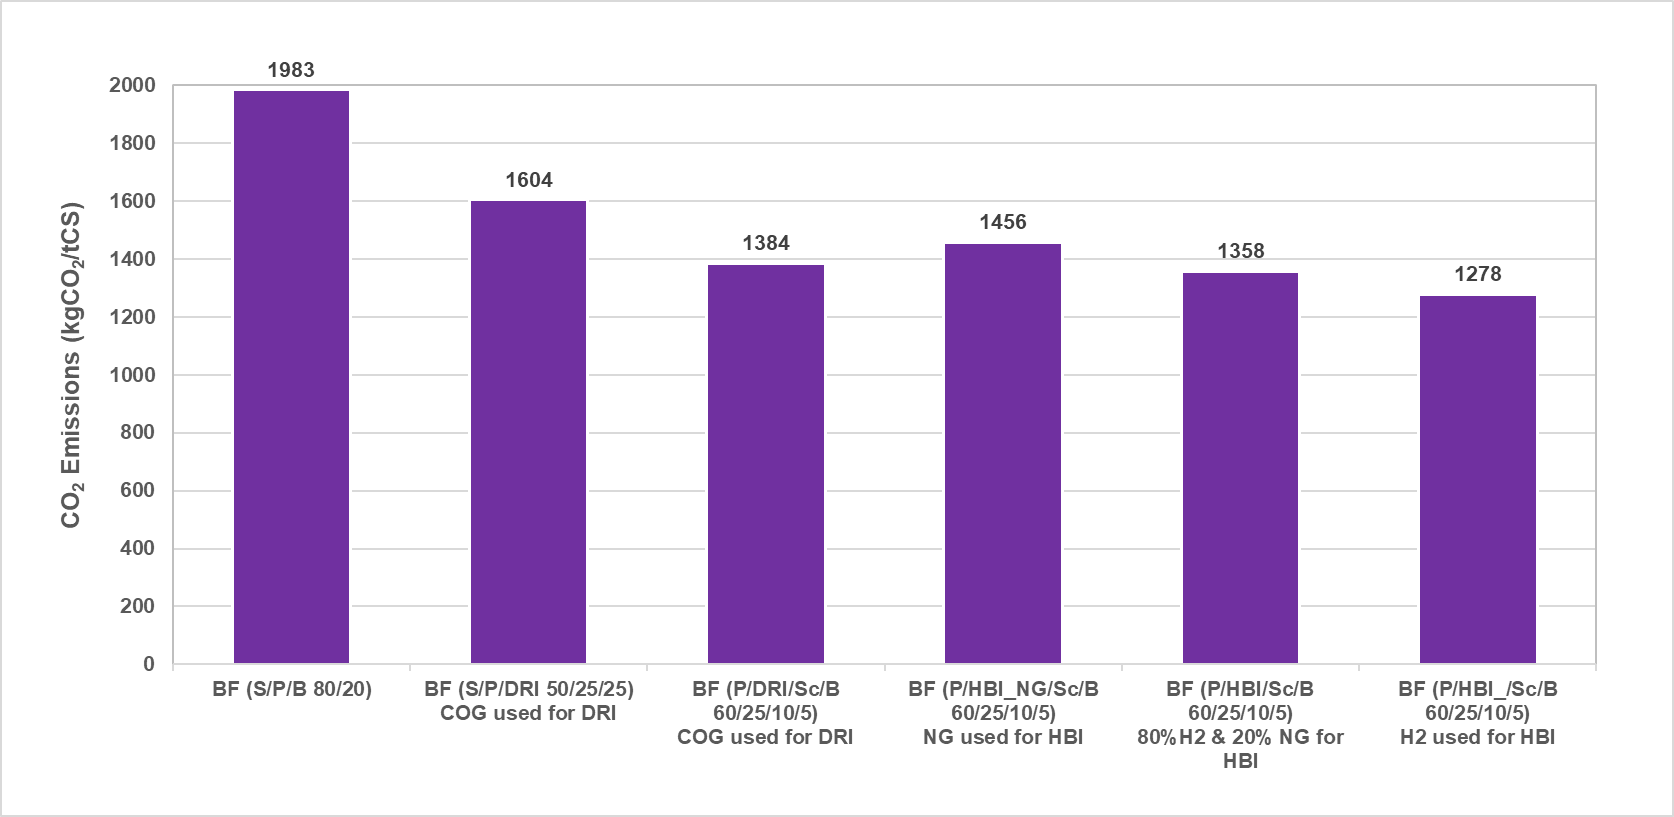 CO₂ Emissions (kgCO₂/tCS)
2000
1800
1600
1400
1200
1000
800
600
400
200
0
1983
1604
1384
1456
1358
1278
BF (S/P/B 80/20)
BF (S/P/DRI 50/25/25)
COG used for DRI
BF (P/DRI/Sc/B
60/25/10/5)
COG used for DRI
BF (P/HBI_NG/Sc/B
60/25/10/5)
NG used for HBI
BF (P/HBI/Sc/B
60/25/10/5)
80%H2 & 20% NG for
HBI
BF (P/HBI_/Sc/B
60/25/10/5)
H2 used for HBI